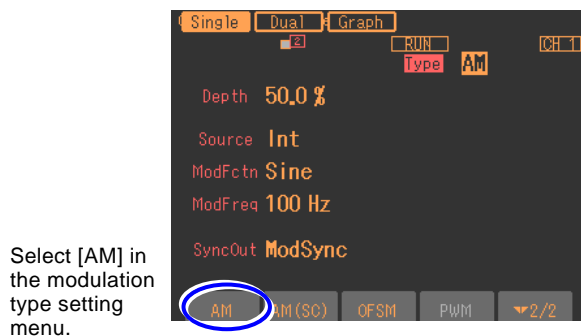 Single Dual Graph
2 RUN CH 1
Type AM
Depth 50.0 %
Source Int
ModFctn Sine
ModFreq 100 Hz
SyncOut ModSync
AM AM(SC) OFSM PWM 2/2
Select [AM] in
the modulation
type setting
menu.